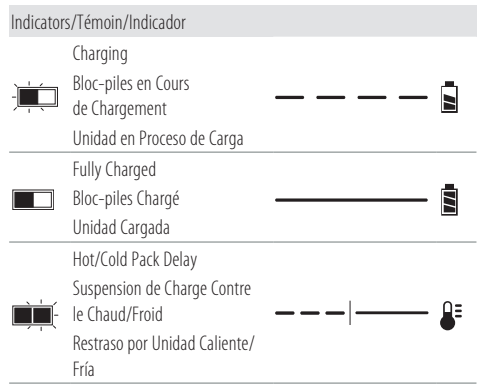 Indicators/Témoin/Indicador
Charging
Bloc-piles en Cours
de Chargement
Unidad en Proceso de Carga
Fully Charged
Bloc-piles Chargé
Unidad Cargada
Hot/Cold Pack Delay
Suspension de Charge Contre
le Chaud/Froid
Restraso por Unidad Caliente/
Fría